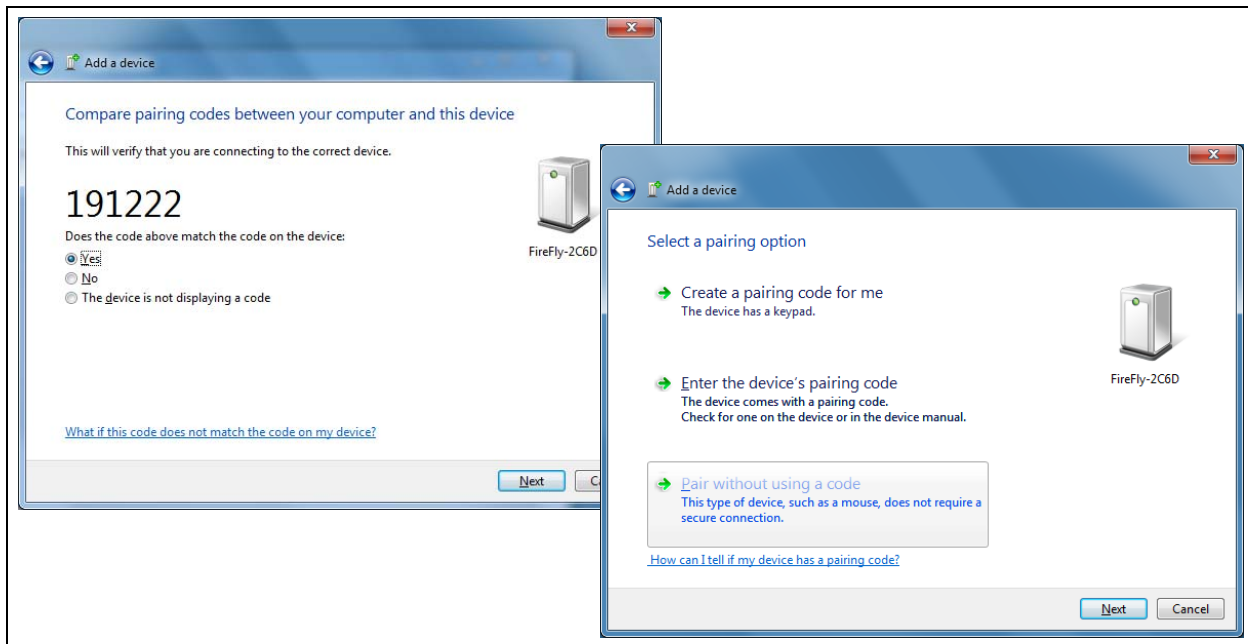 Add a device
Compare pairing codes between your computer and this device
This will verify that you are connecting to the correct device.
191222
Does the code above match the code on the device:
Yes
No
The device is not displaying a code
FireFly-2C6D
What if this code does not match the code on my device?
Next
Add a device
Select a pairing option
Create a pairing code for me
The device has a keypad.
Enter the device's pairing code
The device comes with a pairing code.
Check for one on the device or in the device manual.
FireFly-2C6D
Pair without using a code
This type of device, such as a mouse, does not require a
secure connection.
How can I tell if my device has a pairing code?
Next Cancel